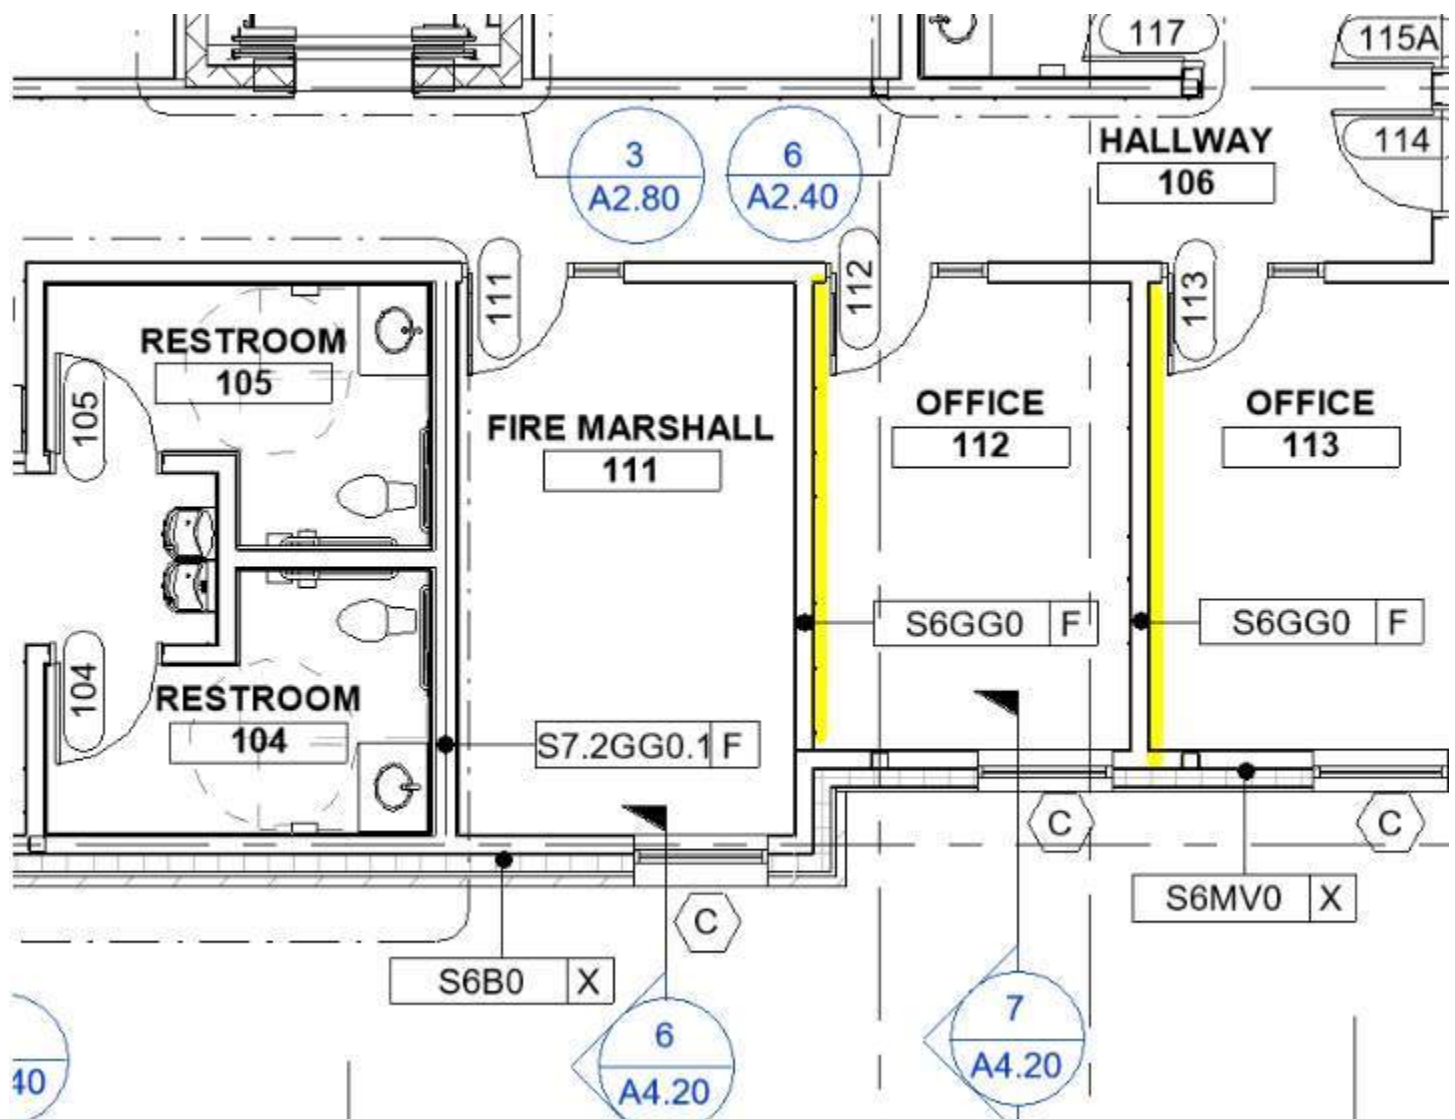 117
115A
3
A2.80
6
A2.40
HALLWAY
106
114
111
112
113
RESTROOM
105
105
FIRE MARSHALL
111
OFFICE
112
OFFICE
113
S6GG0 F
S6GG0 F
104
RESTROOM
104
S7.2GG0.1 F
C
C
S6MV0 X
C
S6B0 X
6
A4.20
7
A4.20
40